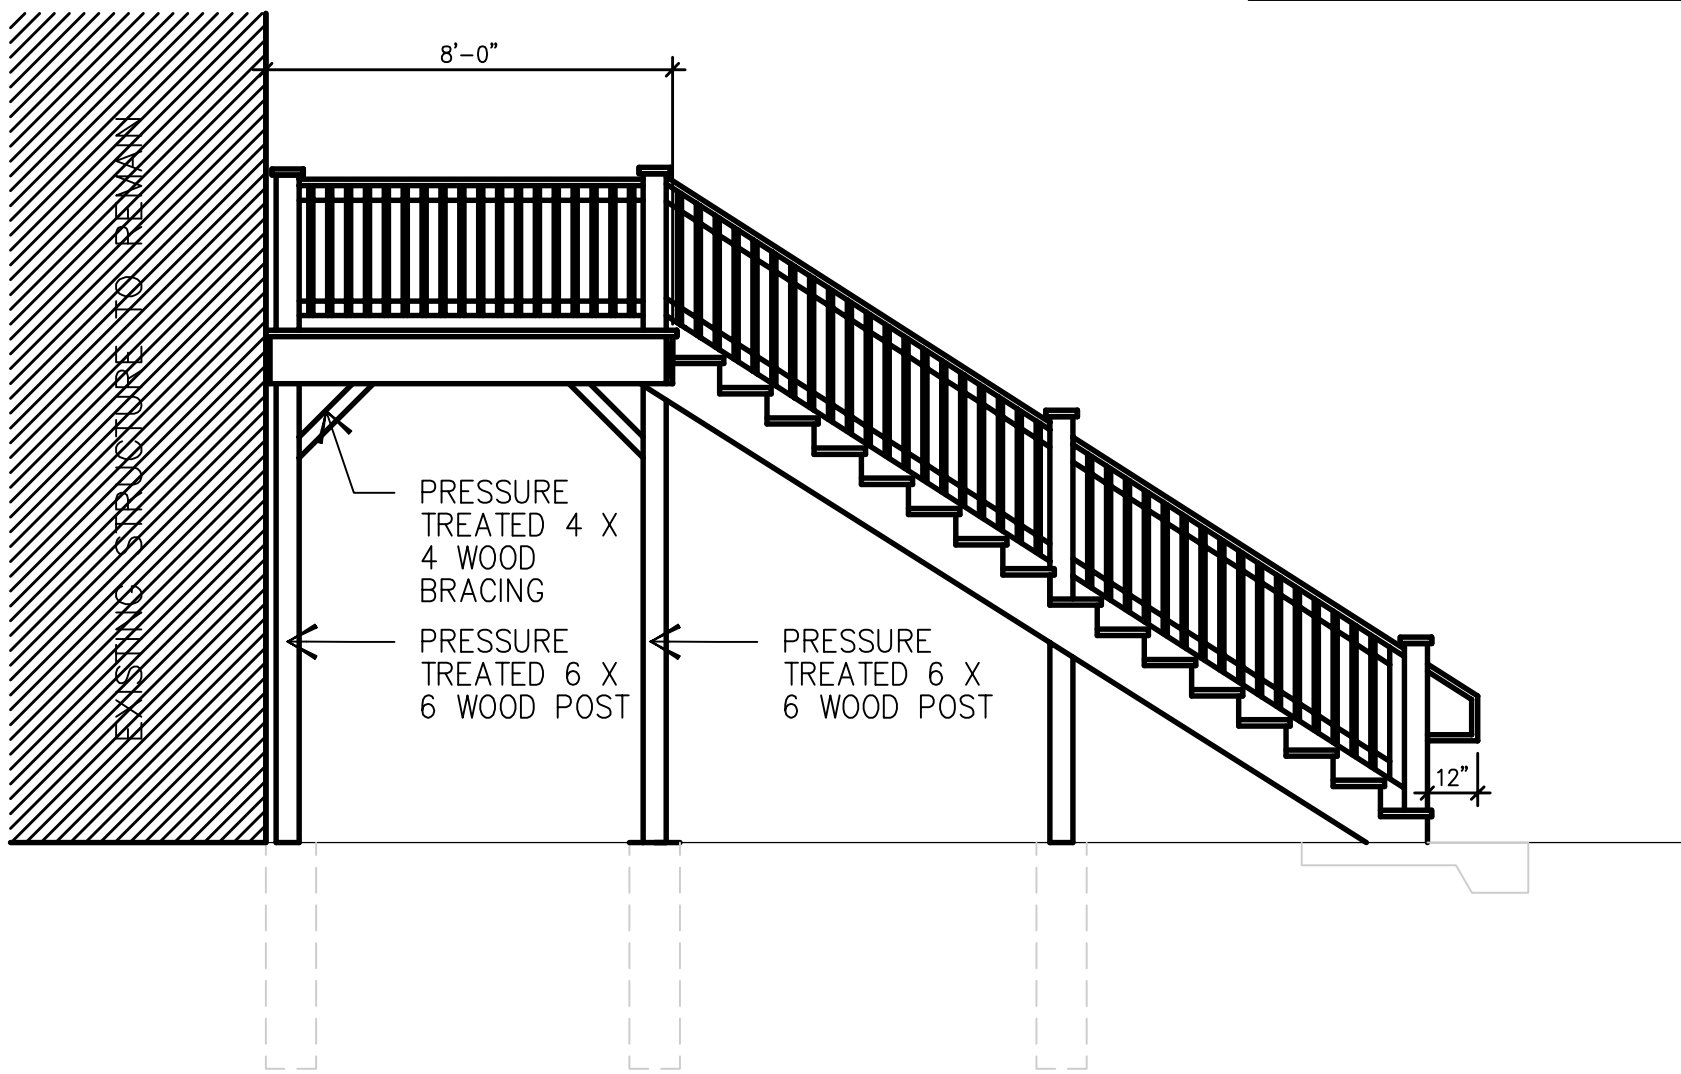 8'-0"
EXISTING STRUCTURE TO REMAIN
PRESSURE
TREATED 4 X
4 WOOD
BRACING
PRESSURE
TREATED 6 X
6 WOOD POST
PRESSURE
TREATED 6 X
6 WOOD POST
12"